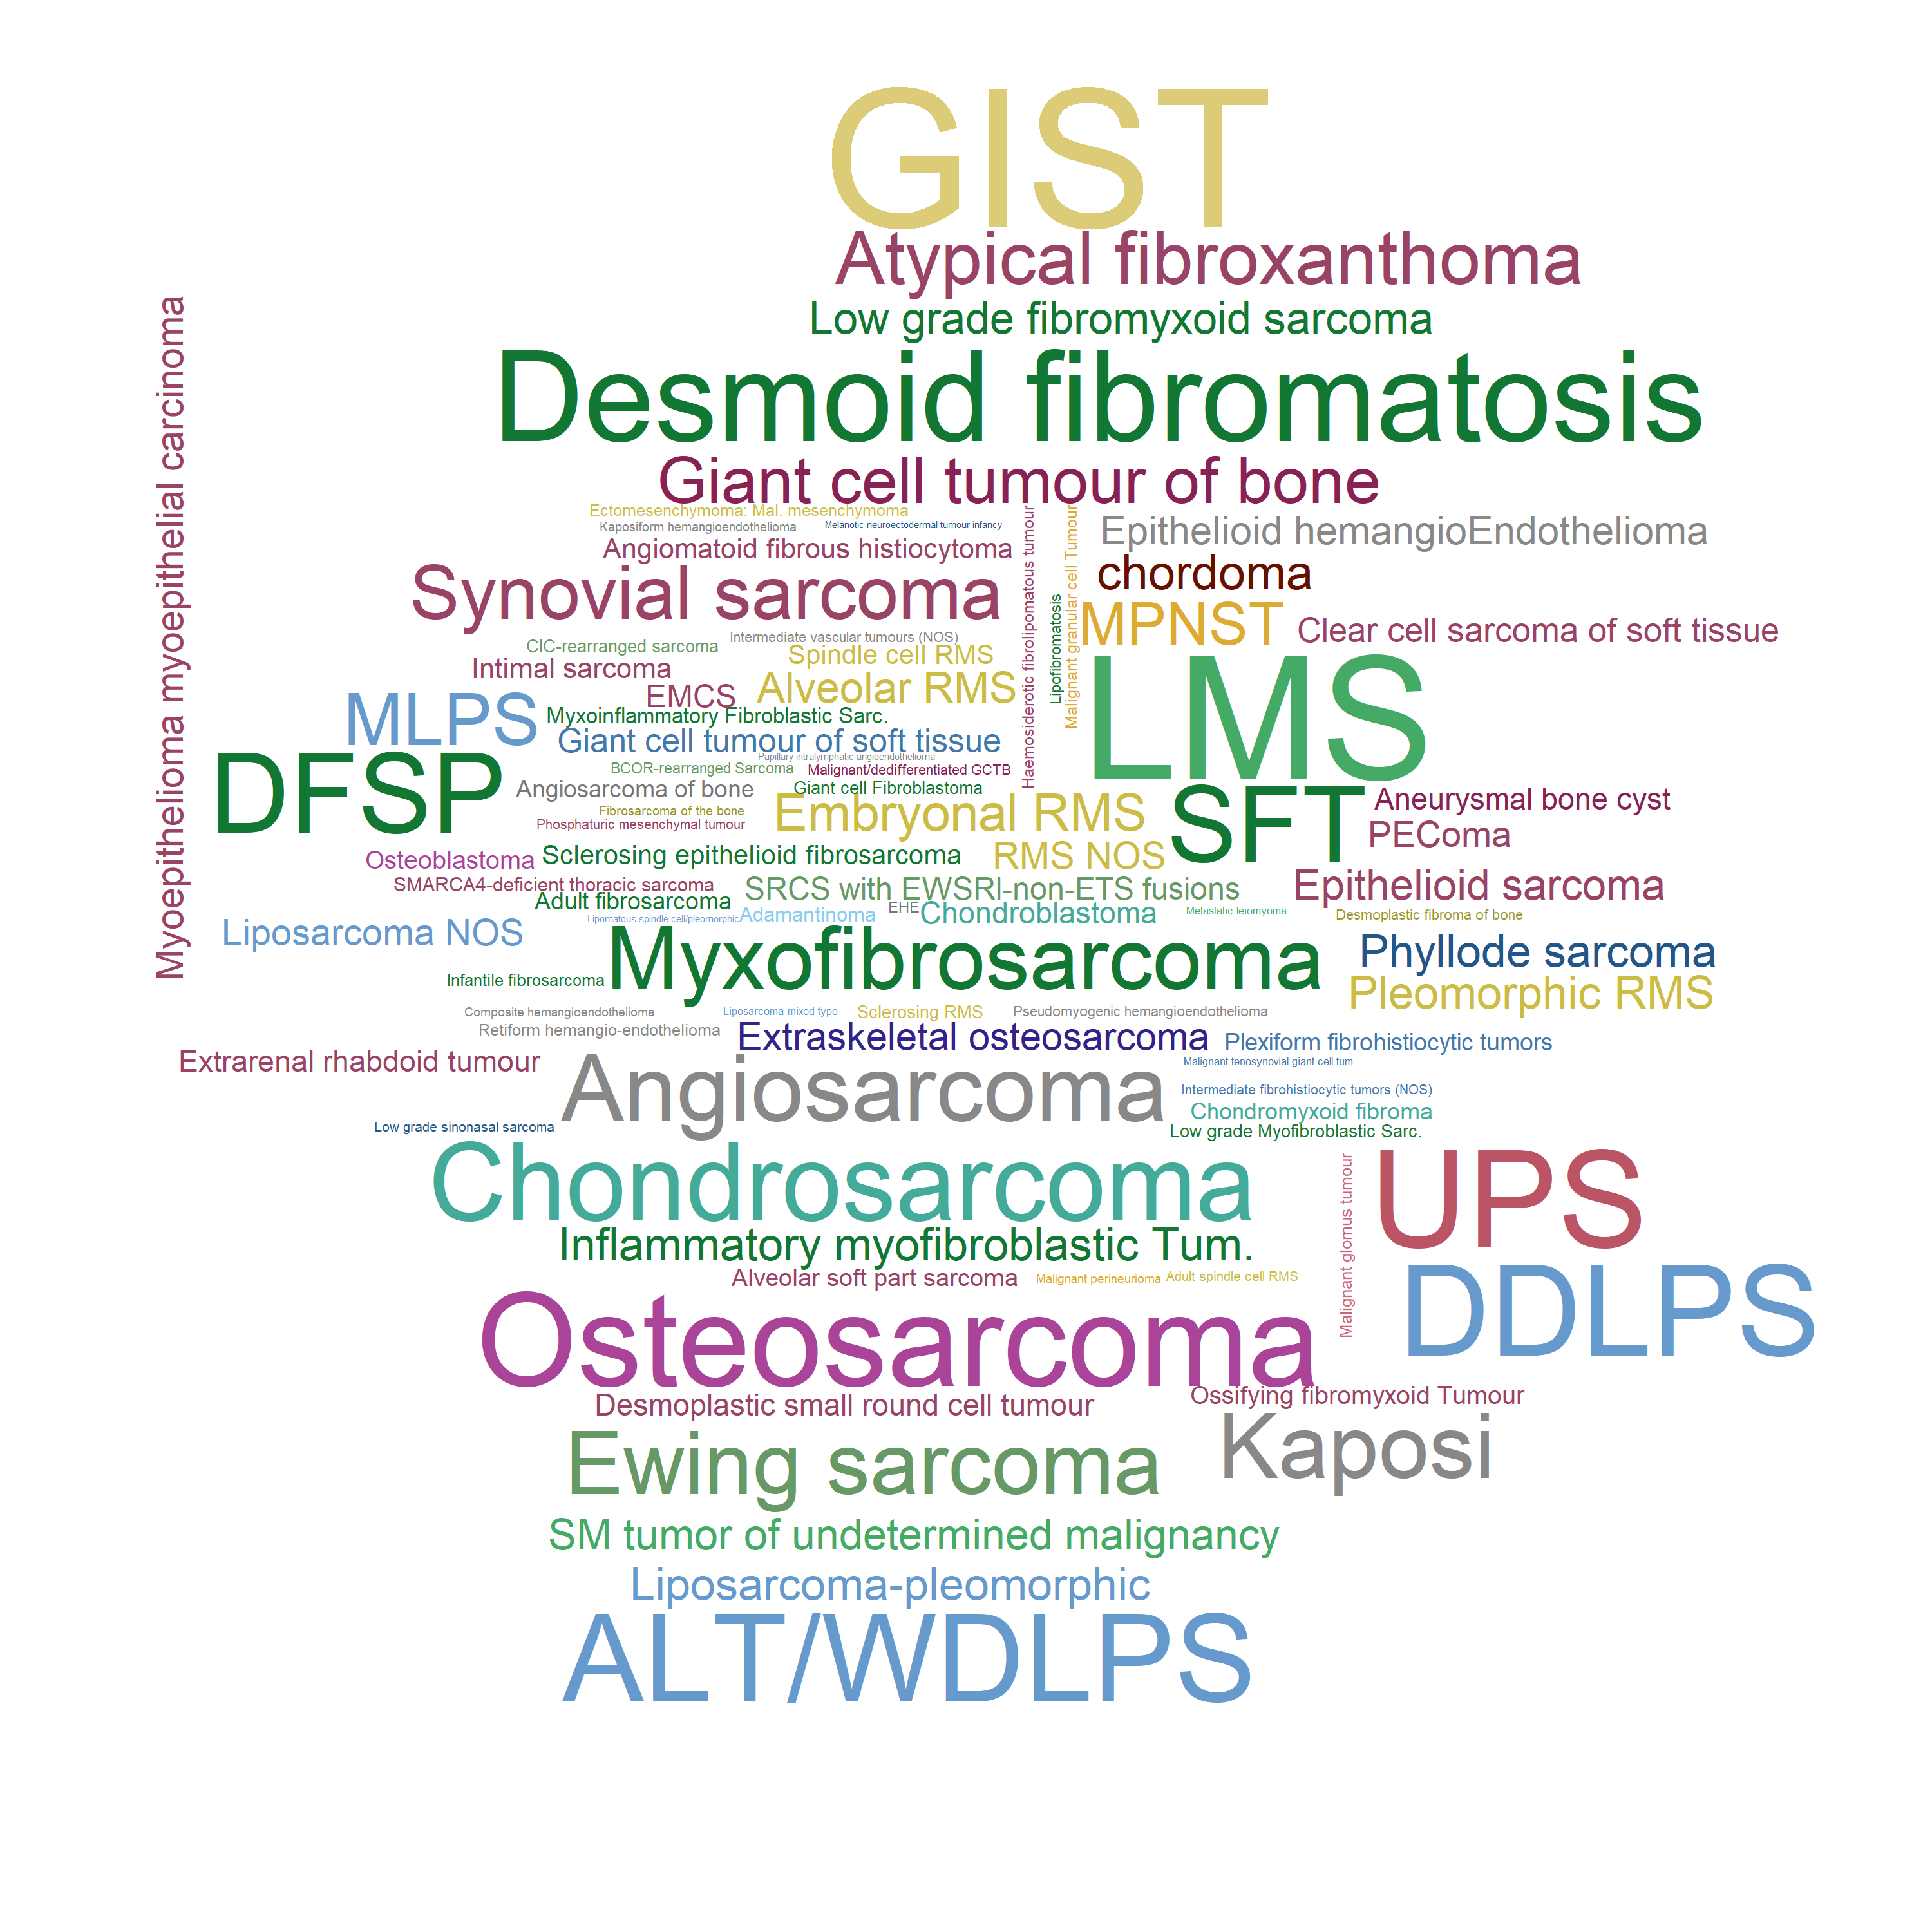 GIST
Atypical fibroxanthoma
Low grade fibromyxoid sarcoma
Desmoid fibromatosis
Giant cell tumour of bone
Myoepithelioma myoepithelial carcinoma
Ectomesenchymoma: Mal. mesenchymoma
Kaposiform hemangioendothelioma
Melanotic neuroectodermal tumour infancy
Angiomatoid fibrous histiocytoma
Haemosiderotic fibrolipomatous tumour
Lipofibromatosis
Malignant granular cell Tumour
Epithelioid hemangioEndothelioma
chordoma
Synovial sarcoma
MPNST
Clear cell sarcoma of soft tissue
CIC-rearranged sarcoma
Intermediate vascular tumours (NOS)
Spindle cell RMS
Intimal sarcoma
EMCS
Alveolar RMS
LMS
MLPS
Myxoinflammatory Fibroblastic Sarc.
Giant cell tumour of soft tissue
Papillary intralymphatic angioendothelioma
DFSP
BCOR-rearranged Sarcoma
Malignant/dedifferentiated GCTB
Angiosarcoma of bone
Giant cell Fibroblastoma
Fibrosarcoma of the bone
Embryonal RMS
SFT
Aneurysmal bone cyst
PEComa
Phosphaturic mesenchymal tumour
Osteoblastoma
Sclerosing epithelioid fibrosarcoma
RMS NOS
SMARCA4-deficient thoracic sarcoma
SRCS with EWSRl-non-ETS fusions
Epithelioid sarcoma
Adult fibrosarcoma
Lipomatous spindle cell/pleomorphic
Adamantinoma
EHE
Chondroblastoma
Metastatic leiomyoma
Desmoplastic fibroma of bone
Liposarcoma NOS
Myxofibrosarcoma
Phyllode sarcoma
Infantile fibrosarcoma
Pleomorphic RMS
Composite hemangioendothelioma
Liposarcoma-mixed type
Sclerosing RMS
Pseudomyogenic hemangioendothelioma
Retiform hemangio-endothelioma
Extraskeletal osteosarcoma
Plexiform fibrohistiocytic tumors
Extrarenal rhabdoid tumour
Angiosarcoma
Malignant tenosynovial giant cell tum.
Intermediate fibrohistiocytic tumors (NOS)
Chondromyxoid fibroma
Low grade sinonasal sarcoma
Low grade Myofibroblastic Sarc.
Chondrosarcoma
Malignant glomus tumour
UPS
Inflammatory myofibroblastic Tum.
Alveolar soft part sarcoma
Malignant perineurioma
Adult spindle cell RMS
DDLPS
Osteosarcoma
Desmoplastic small round cell tumour
Ossifying fibromyxoid Tumour
Ewing sarcoma
Kaposi
SM tumor of undetermined malignancy
Liposarcoma-pleomorphic
ALT/WDLPS